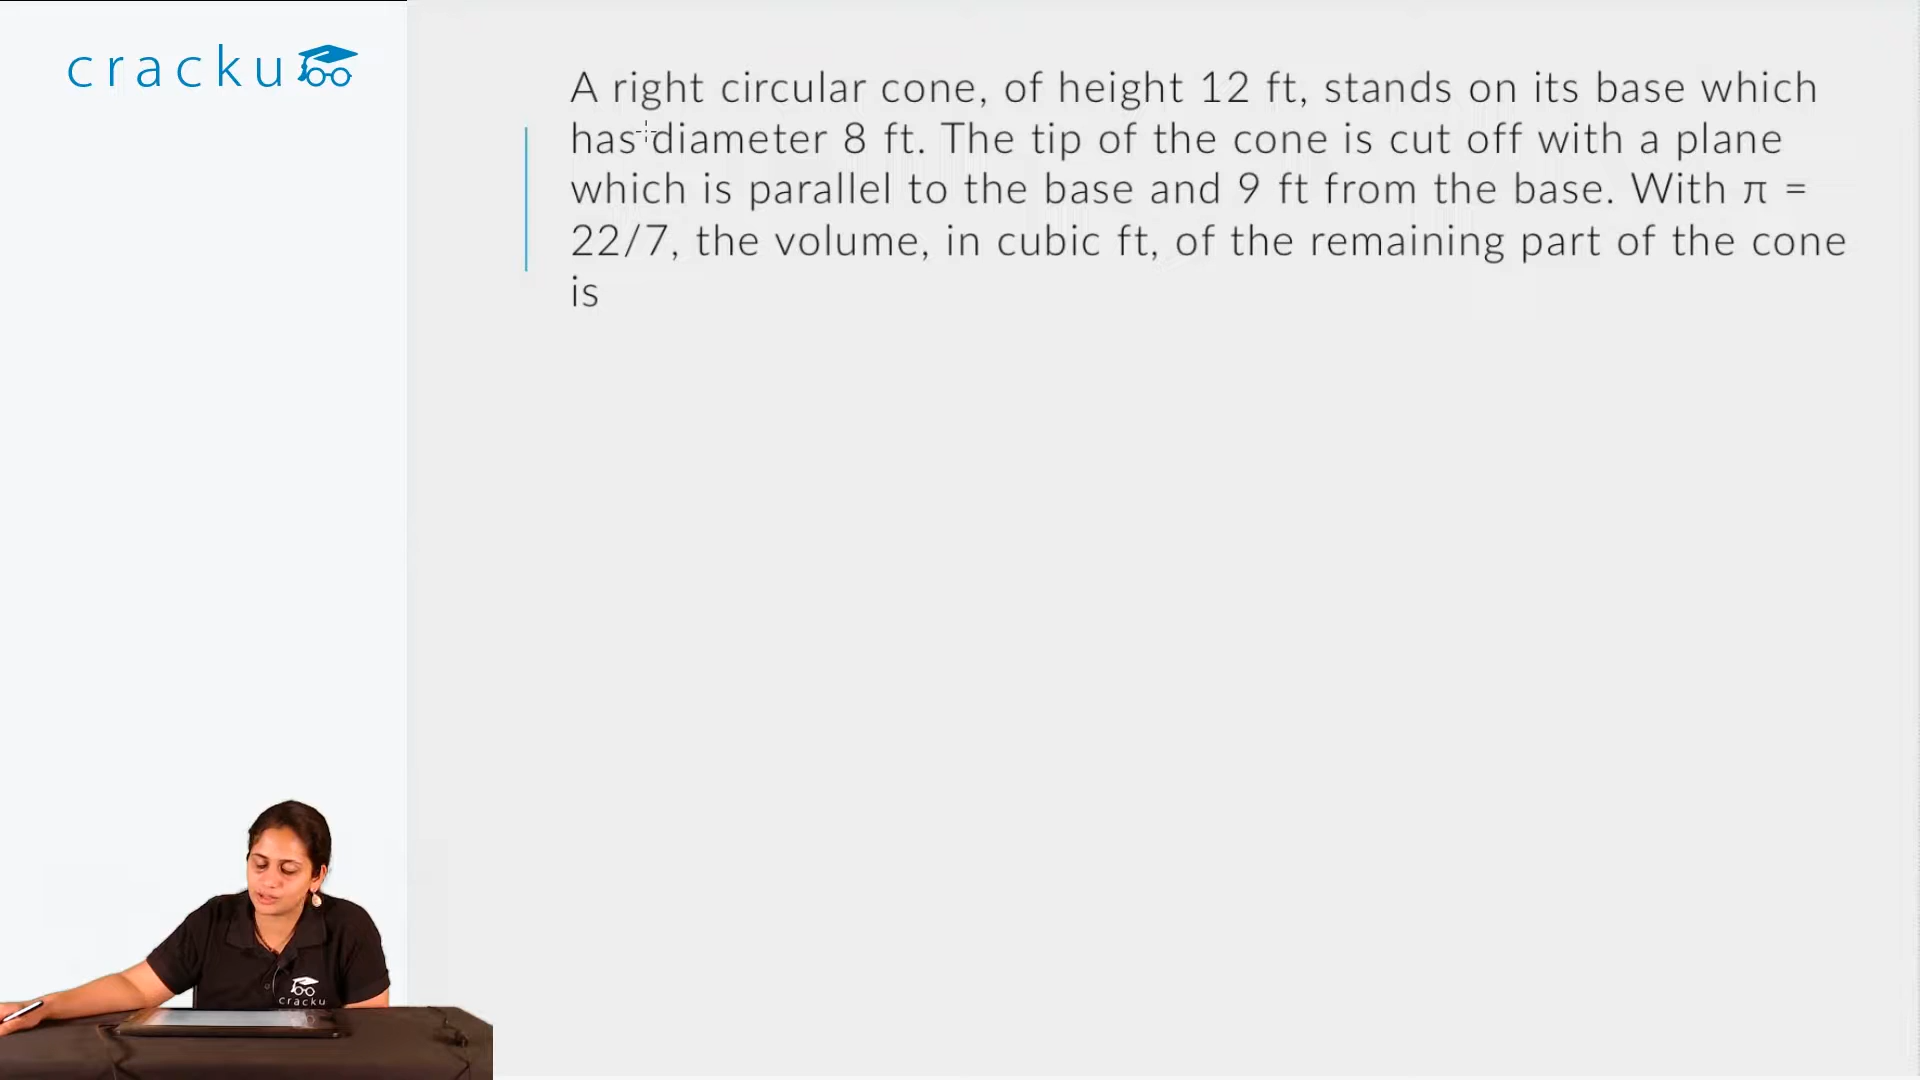 cracku
A right circular cone, of height 12 ft, stands on its base which
has diameter 8 ft. The tip of the cone is cut off with a plane
which is parallel to the base and 9 ft from the base. With π =
22/7, the volume, in cubic ft, of the remaining part of the cone
is
cracku